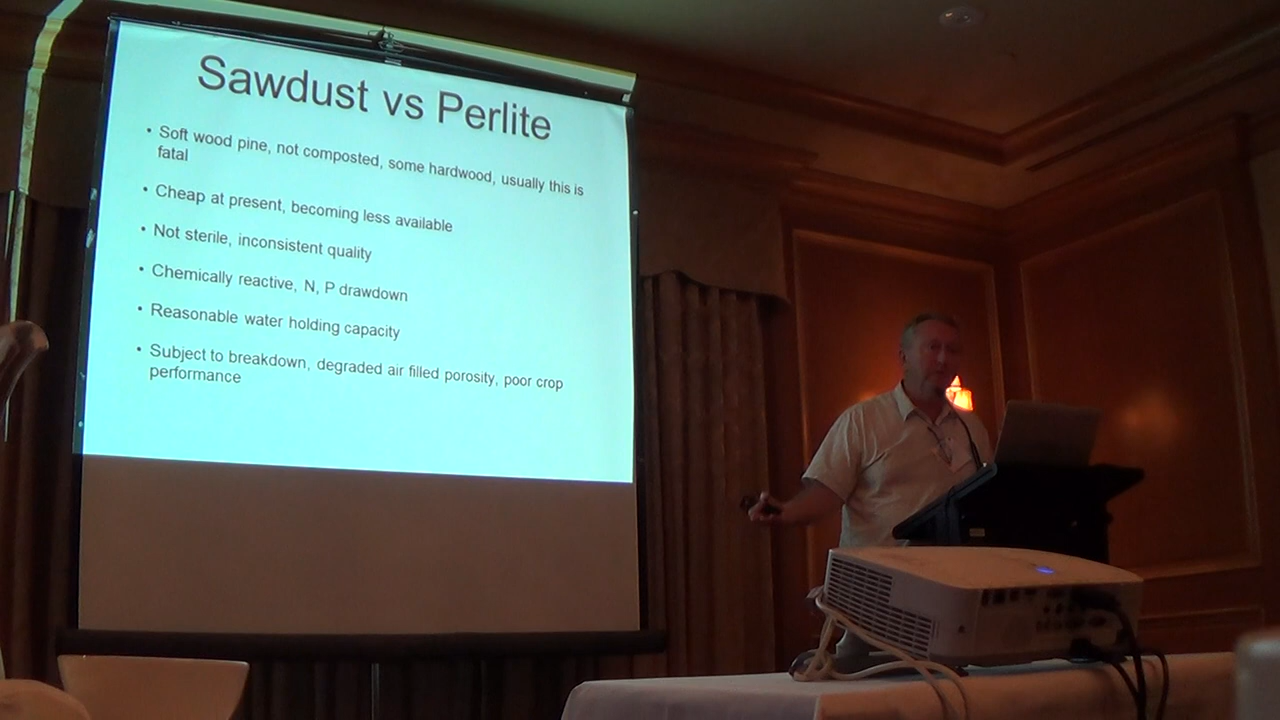 Sawdust vs Perlite
• Soft wood pine, not composted, some hardwood, usually this is
fatal
• Cheap at present, becoming less available
• Not sterile, inconsistent quality
• Chemically reactive, N, P drawdown
• Reasonable water holding capacity
• Subject to breakdown, degraded air filled porosity, poor crop
performance